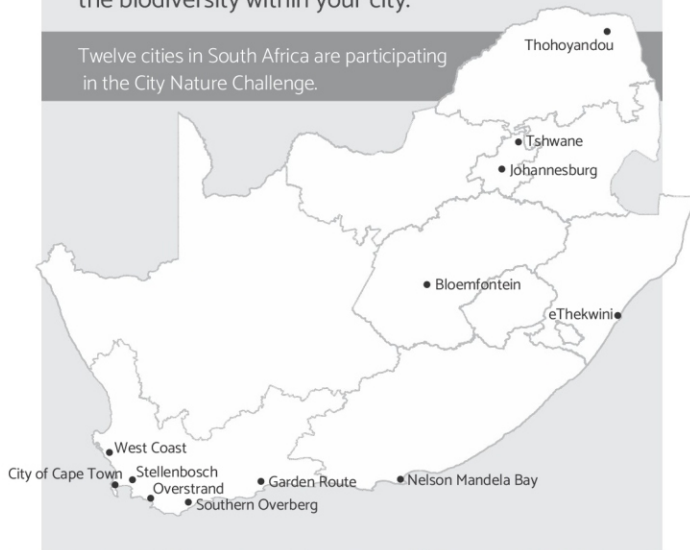 the biodiversity within your city.
Twelve cities in South Africa are participating
in the City Nature Challenge.
Thohoyandou
Tshwane
Johannesburg
Bloemfontein
eThekwini
West Coast
City of Cape Town
Stellenbosch
Overstrand
Southern Overberg
Garden Route
Nelson Mandela Bay